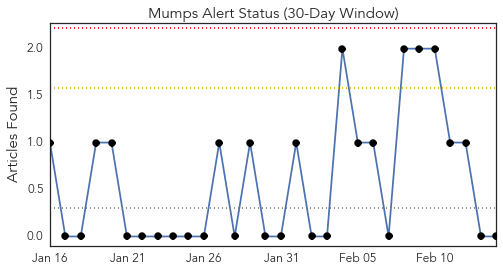 Mumps Alert Status (30-Day Window)
Articles Found
2.0
1.5
1.0
0.5
0.0
Jan 16 Jan 21 Jan 26 Jan 31 Feb 05 Feb 10